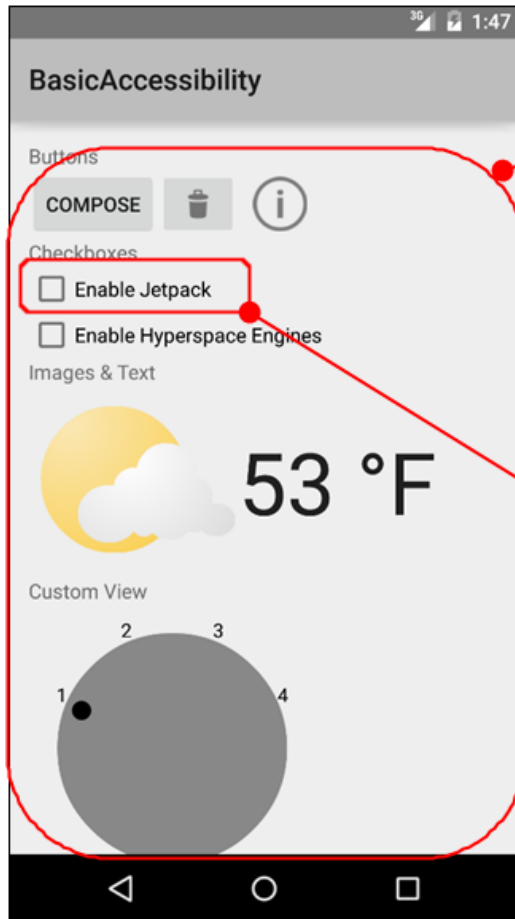 3G 1:47
BasicAccessibility
Buttons
COMPOSE
Checkboxes
Enable Jetpack
Enable Hyperspace Engines
Images & Text
53 °F
Custom View
2 3
1 4